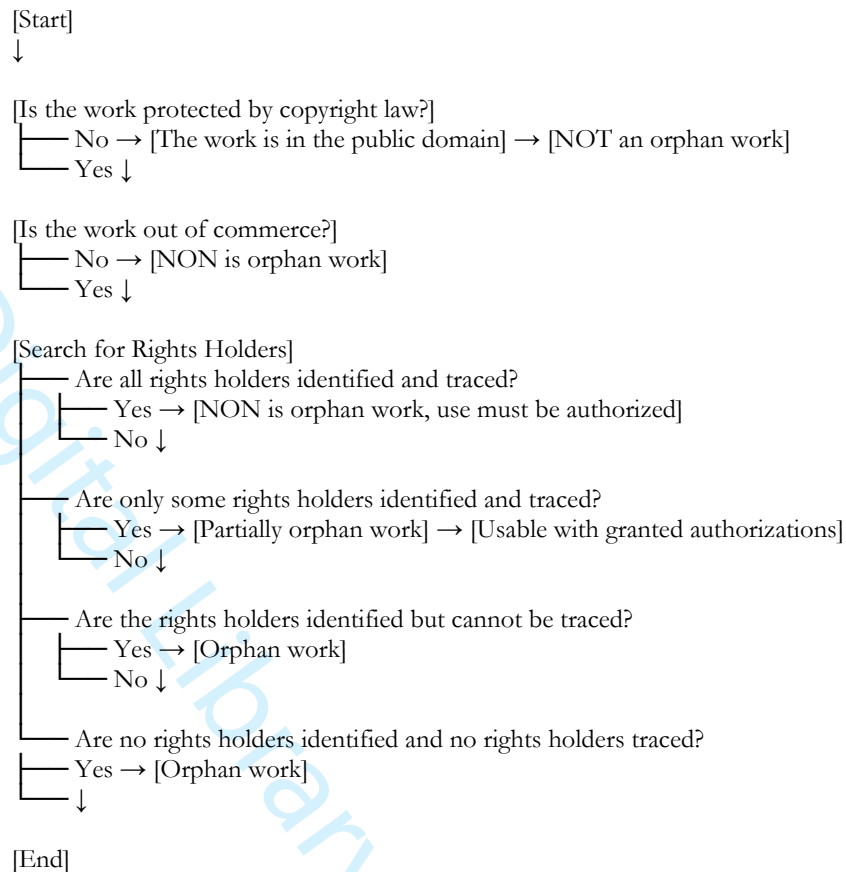 [Start]
↓
[Is the work protected by copyright law?]
├── No → [The work is in the public domain] → [NOT an orphan work]
└── Yes ↓
[Is the work out of commerce?]
├── No → [NON is orphan work]
└── Yes ↓
[Search for Rights Holders]
├── Are all rights holders identified and traced?
│ ├── Yes → [NON is orphan work, use must be authorized]
│ └── No ↓
├── Are only some rights holders identified and traced?
│ ├── Yes → [Partially orphan work] → [Usable with granted authorizations]
│ └── No ↓
├── Are the rights holders identified but cannot be traced?
│ ├── Yes → [Orphan work]
│ └── No ↓
└── Are no rights holders identified and no rights holders traced?
├── Yes → [Orphan work]
└── ↓
[End]
Digital Library